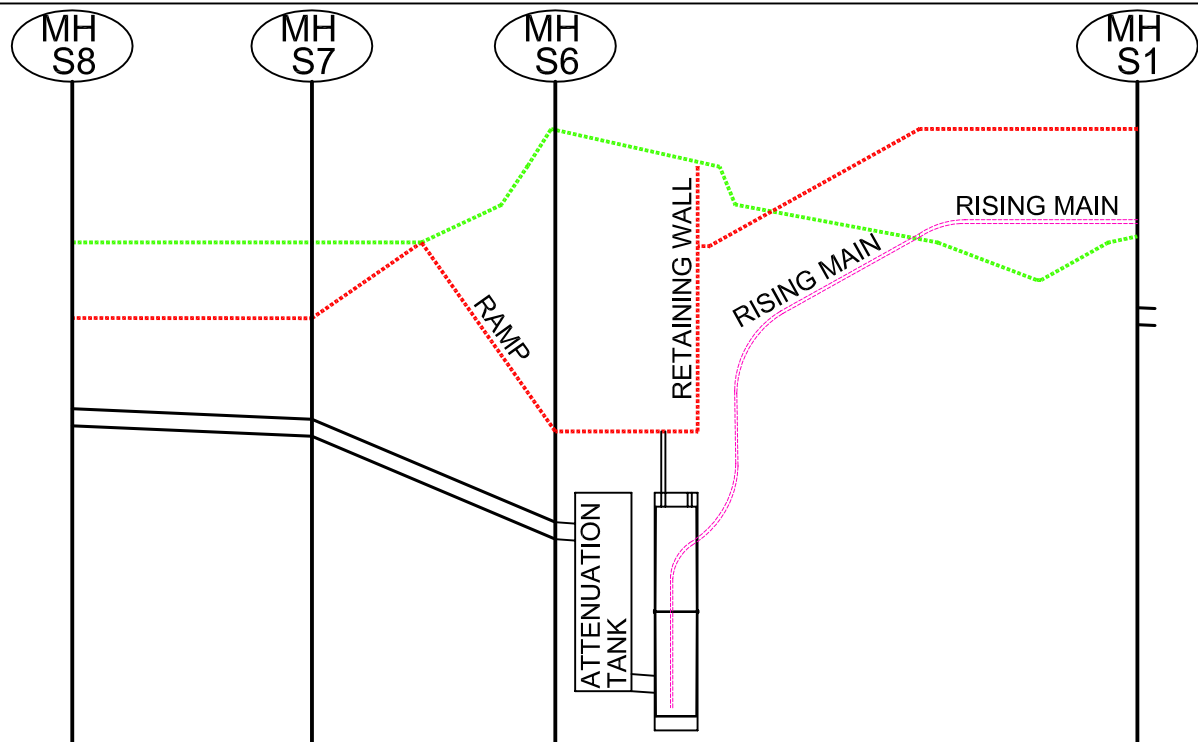 MH
S8
MH
S7
MH
S6
MH
S1
RAMP
RETAINING WALL
RISING MAIN
RISING MAIN
ATTENUATION
TANK